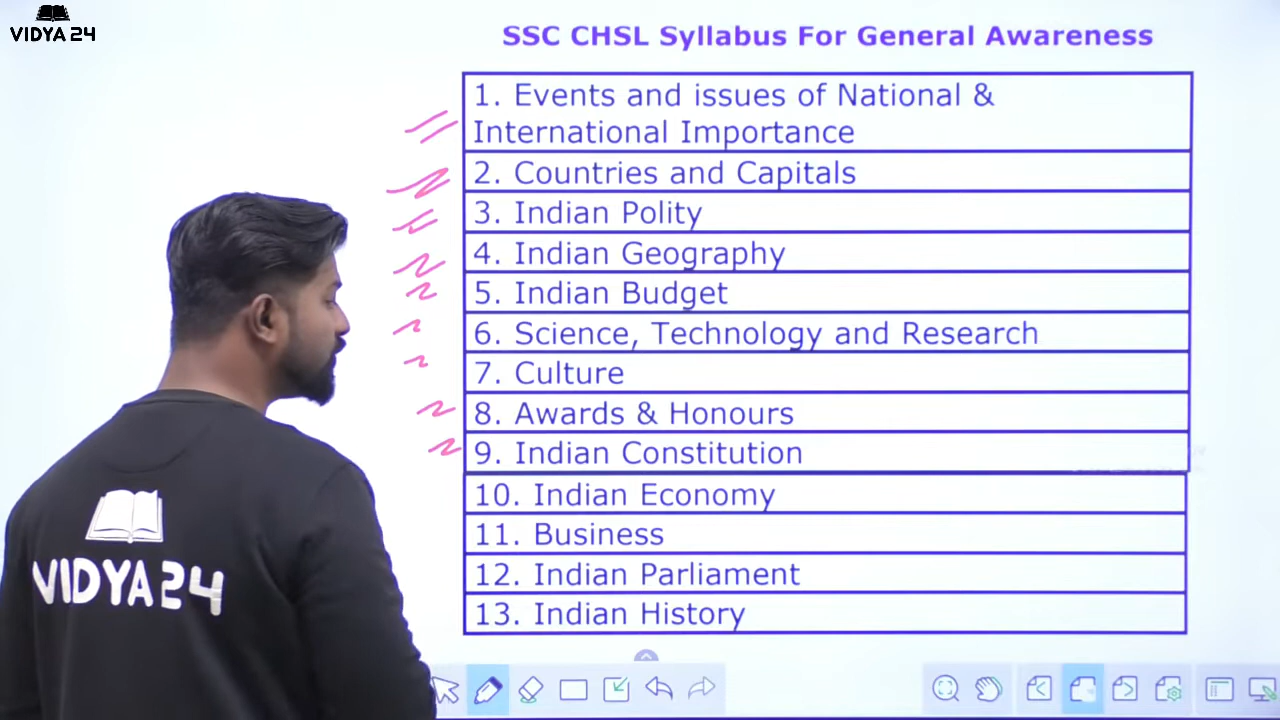 VIDYA 24
SSC CHSL Syllabus For General Awareness
1. Events and issues of National &
International Importance
2. Countries and Capitals
3. Indian Polity
4. Indian Geography
5. Indian Budget
6. Science, Technology and Research
7. Culture
8. Awards & Honours
9. Indian Constitution
10. Indian Economy
11. Business
12. Indian Parliament
13. Indian History
VIDYA 24